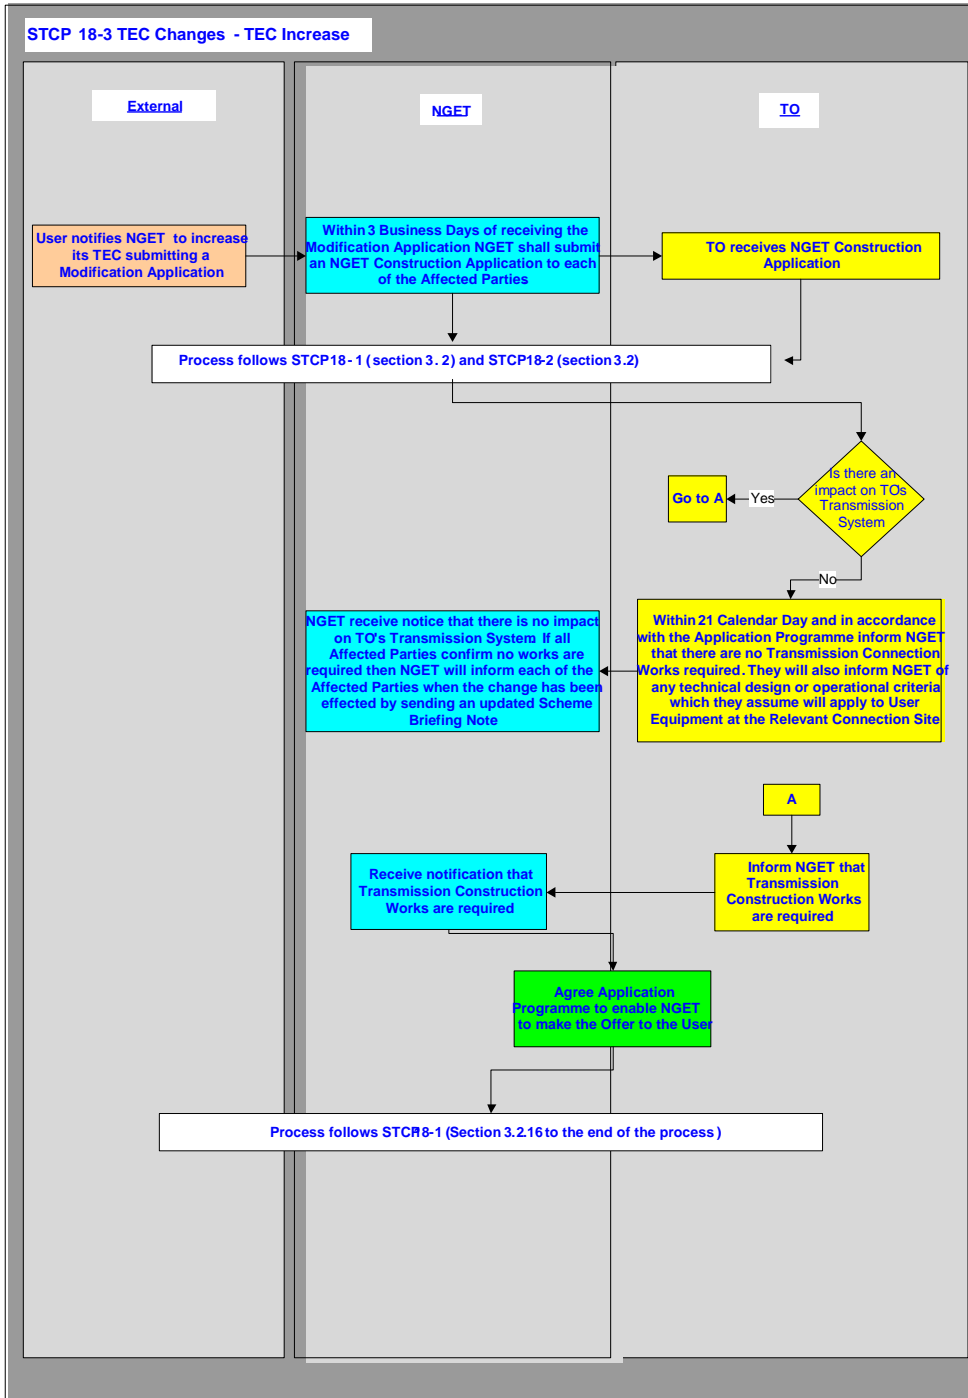 STCP 18-3 TEC Changes - TEC Increase
External
NGET
TO
User notifies NGET to increase
its TEC submitting a
Modification Application
Within 3 Business Days of receiving the
Modification Application NGET shall submit
an NGET Construction Application to each
of the Affected Parties
TO receives NGET Construction
Application
Process follows STCP18-1 (section 3.2) and STCP18-2 (section 3.2)
Is there an
impact on TOs
Transmission
System
Yes
Go to A
No
Within 21 Calendar Day and in accordance
with the Application Programme inform NGET
that there are no Transmission Connection
Works required. They will also inform NGET of
any technical design or operational criteria
which they assume will apply to User
Equipment at the Relevant Connection Site
NGET receive notice that there is no impact
on TO's Transmission System. If all
Affected Parties confirm no works are
required then NGET will inform each of the
Affected Parties when the change has been
effected by sending an updated Scheme
Briefing Note
A
Inform NGET that
Transmission
Construction Works
are required
Receive notification that
Transmission Construction
Works are required
Agree Application
Programme to enable NGET
to make the Offer to the User
Process follows STCP18-1 (Section 3.2.16 to the end of the process)